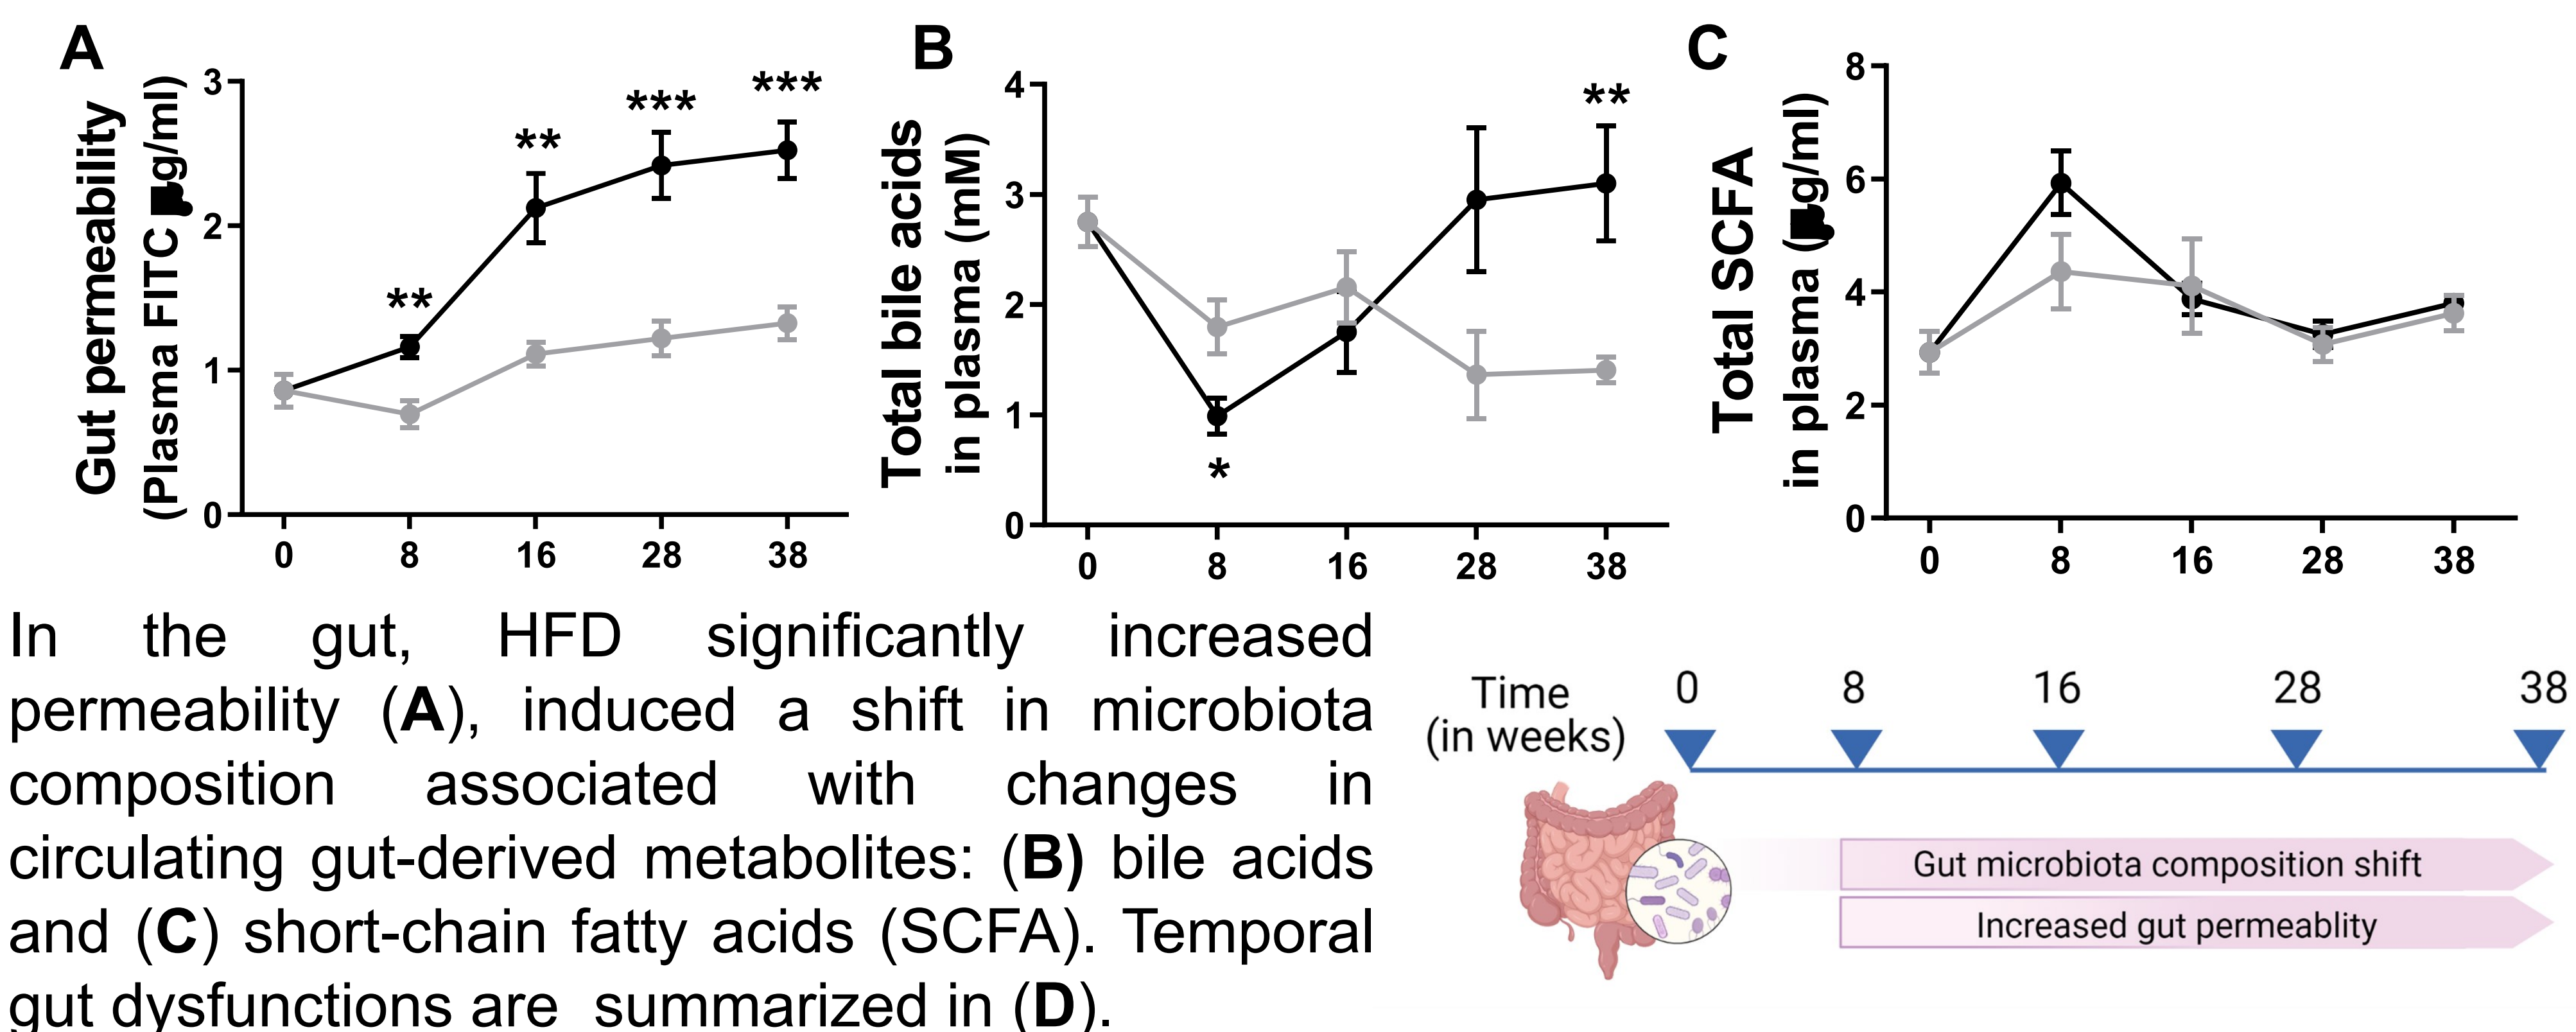 A
Gut permeability
(Plasma FITC µg/ml)
3
2
1
0
** ** *** ***
0 8 16 28 38
B
Total bile acids
in plasma (mM)
4
3
2
1
0
* **
0 8 16 28 38
C
Total SCFA
in plasma (µg/ml)
8
6
4
2
0
0 8 16 28 38
In the gut, HFD significantly increased
permeability (A), induced a shift in microbiota
composition associated with changes in
circulating gut-derived metabolites: (B) bile acids
and (C) short-chain fatty acids (SCFA). Temporal
gut dysfunctions are summarized in (D).
Time
(in weeks)
0 8 16 28 38
Gut microbiota composition shift
Increased gut permeablity